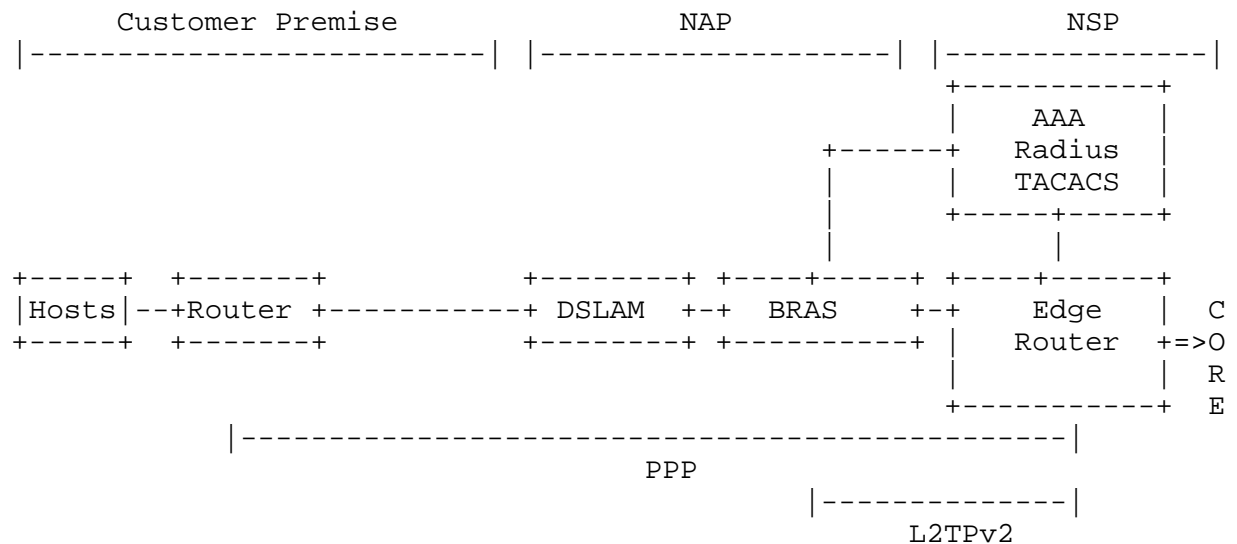 Customer Premise NAP NSP
AAA
Radius
TACACS
Hosts Router DSLAM BRAS Edge C
Router O
R
E
PPP
L2TPv2